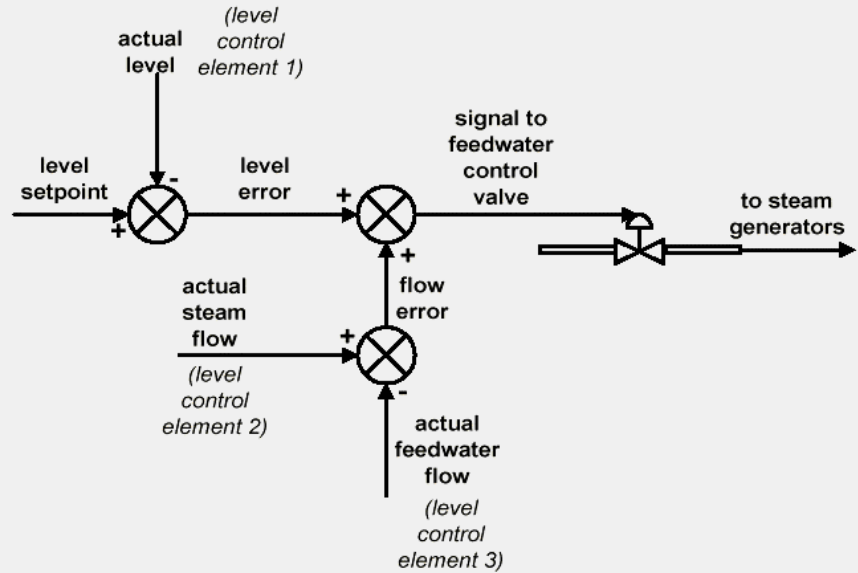 actual
level
(level
control
element 1)
level
setpoint
-
+
level
error
+
+
signal to
feedwater
control
valve
to steam
generators
actual
steam
flow
(level
control
element 2)
+
-
flow
error
actual
feedwater
flow
(level
control
element 3)